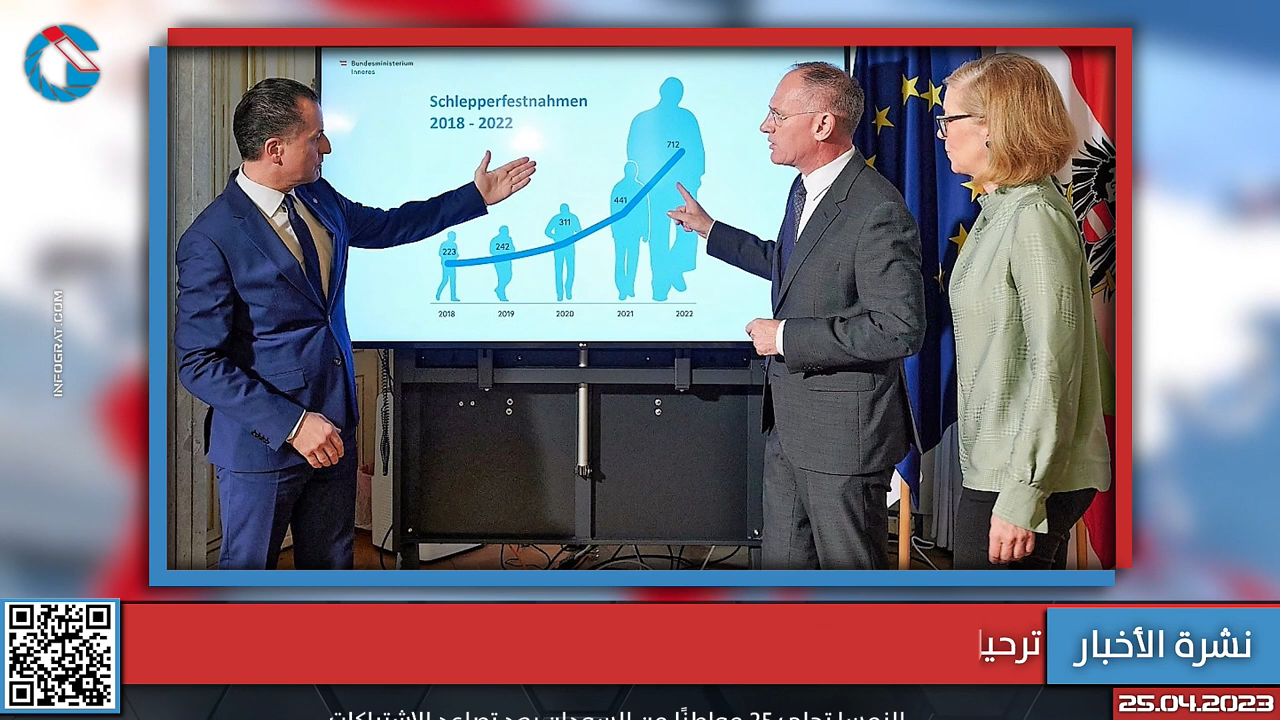 Bundesministerium
Inneres
Schlepperfestnahmen
2018 - 2022
712
441
311
242
223
2018
2019
2020
2021
2022
INFOGRAT.COM
نشرة الأخبار
ترحيا
25.04.2023